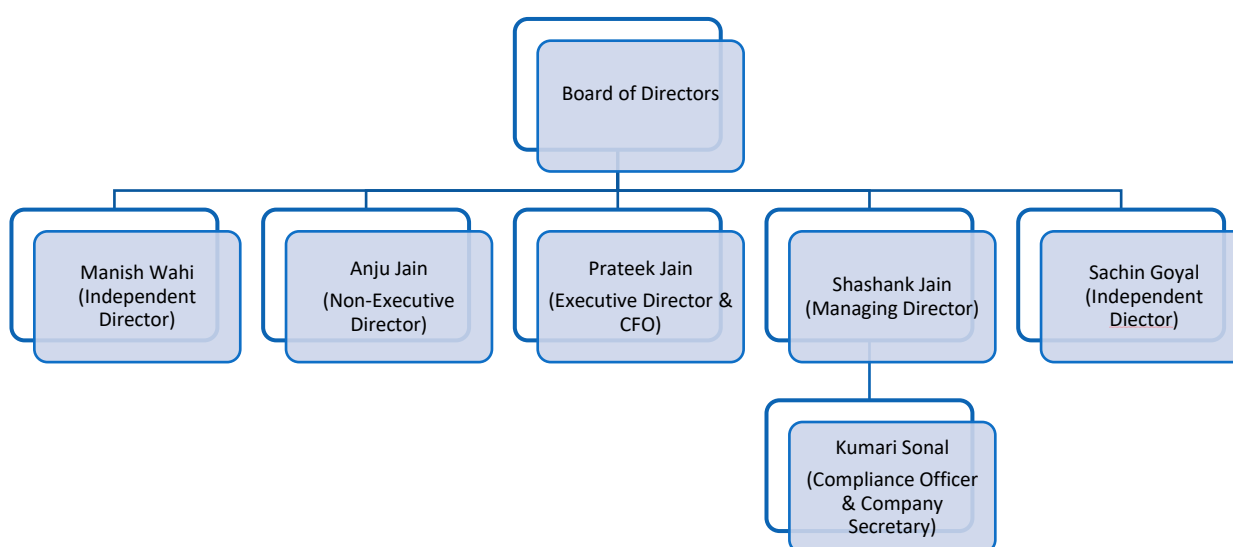 Board of Directors
Manish Wahi
(Independent
Director)
Anju Jain
(Non-Executive
Director)
Prateek Jain
(Executive Director &
CFO)
Shashank Jain
(Managing Director)
Sachin Goyal
(Independent
Diector)
Kumari Sonal
(Compliance Officer
& Company
Secretary)